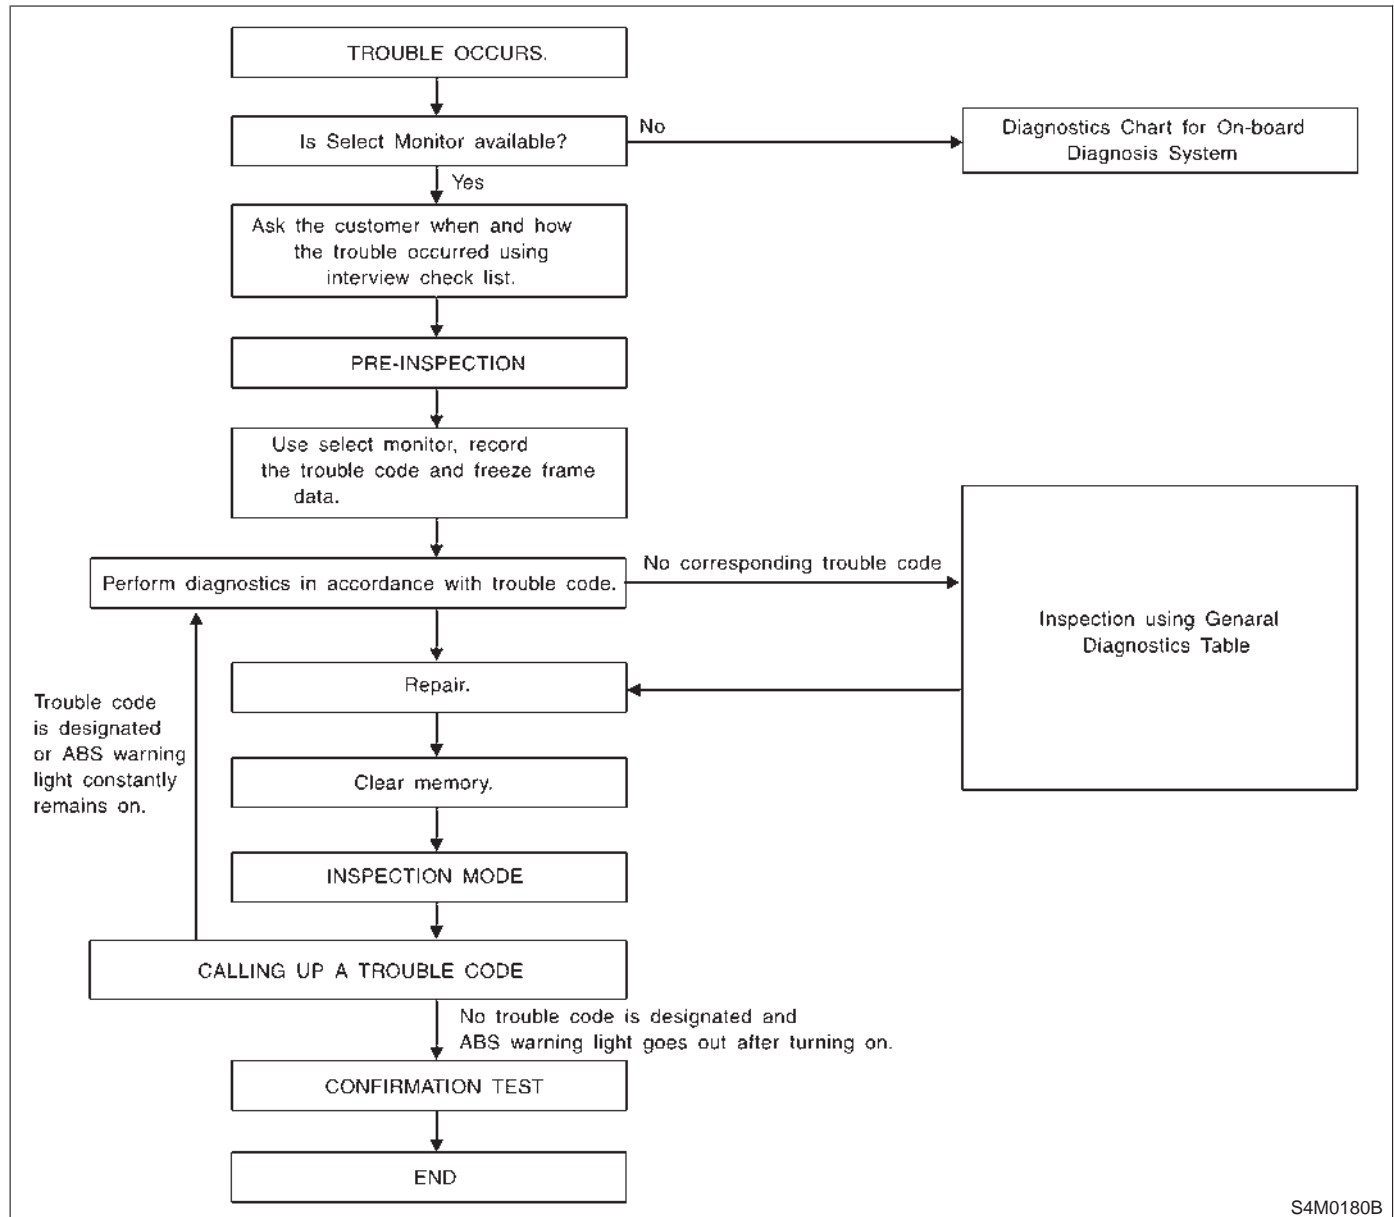 TROUBLE OCCURS.
Is Select Monitor available?
No
Diagnostics Chart for On-board
Diagnosis System
Yes
Ask the customer when and how
the trouble occurred using
interview check list.
PRE-INSPECTION
Use select monitor, record
the trouble code and freeze frame
data.
Perform diagnostics in accordance with trouble code.
No corresponding trouble code
Inspection using Genaral
Diagnostics Table
Repair.
Trouble code
is designated
or ABS warning
light constantly
remains on.
Clear memory.
INSPECTION MODE
CALLING UP A TROUBLE CODE
No trouble code is designated and
ABS warning light goes out after turning on.
CONFIRMATION TEST
END
S4M0180B